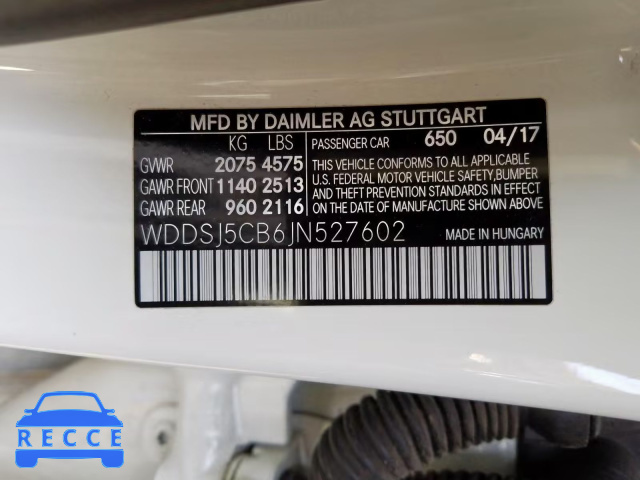 MFD BY DAIMLER AG STUTTGART
KG LBS PASSENGER CAR 650 04/17
GVWR 2075 4575
GAWR FRONT 1140 2513
GAWR REAR 960 2116
THIS VEHICLE CONFORMS TO ALL APPLICABLE
U.S. FEDERAL MOTOR VEHICLE SAFETY,BUMPER
AND THEFT PREVENTION STANDARDS IN EFFECT
ON THE DATE OF MANUFACTURE SHOWN ABOVE
WDDSJ5CB6JN527602 MADE IN HUNGARY
RECCE